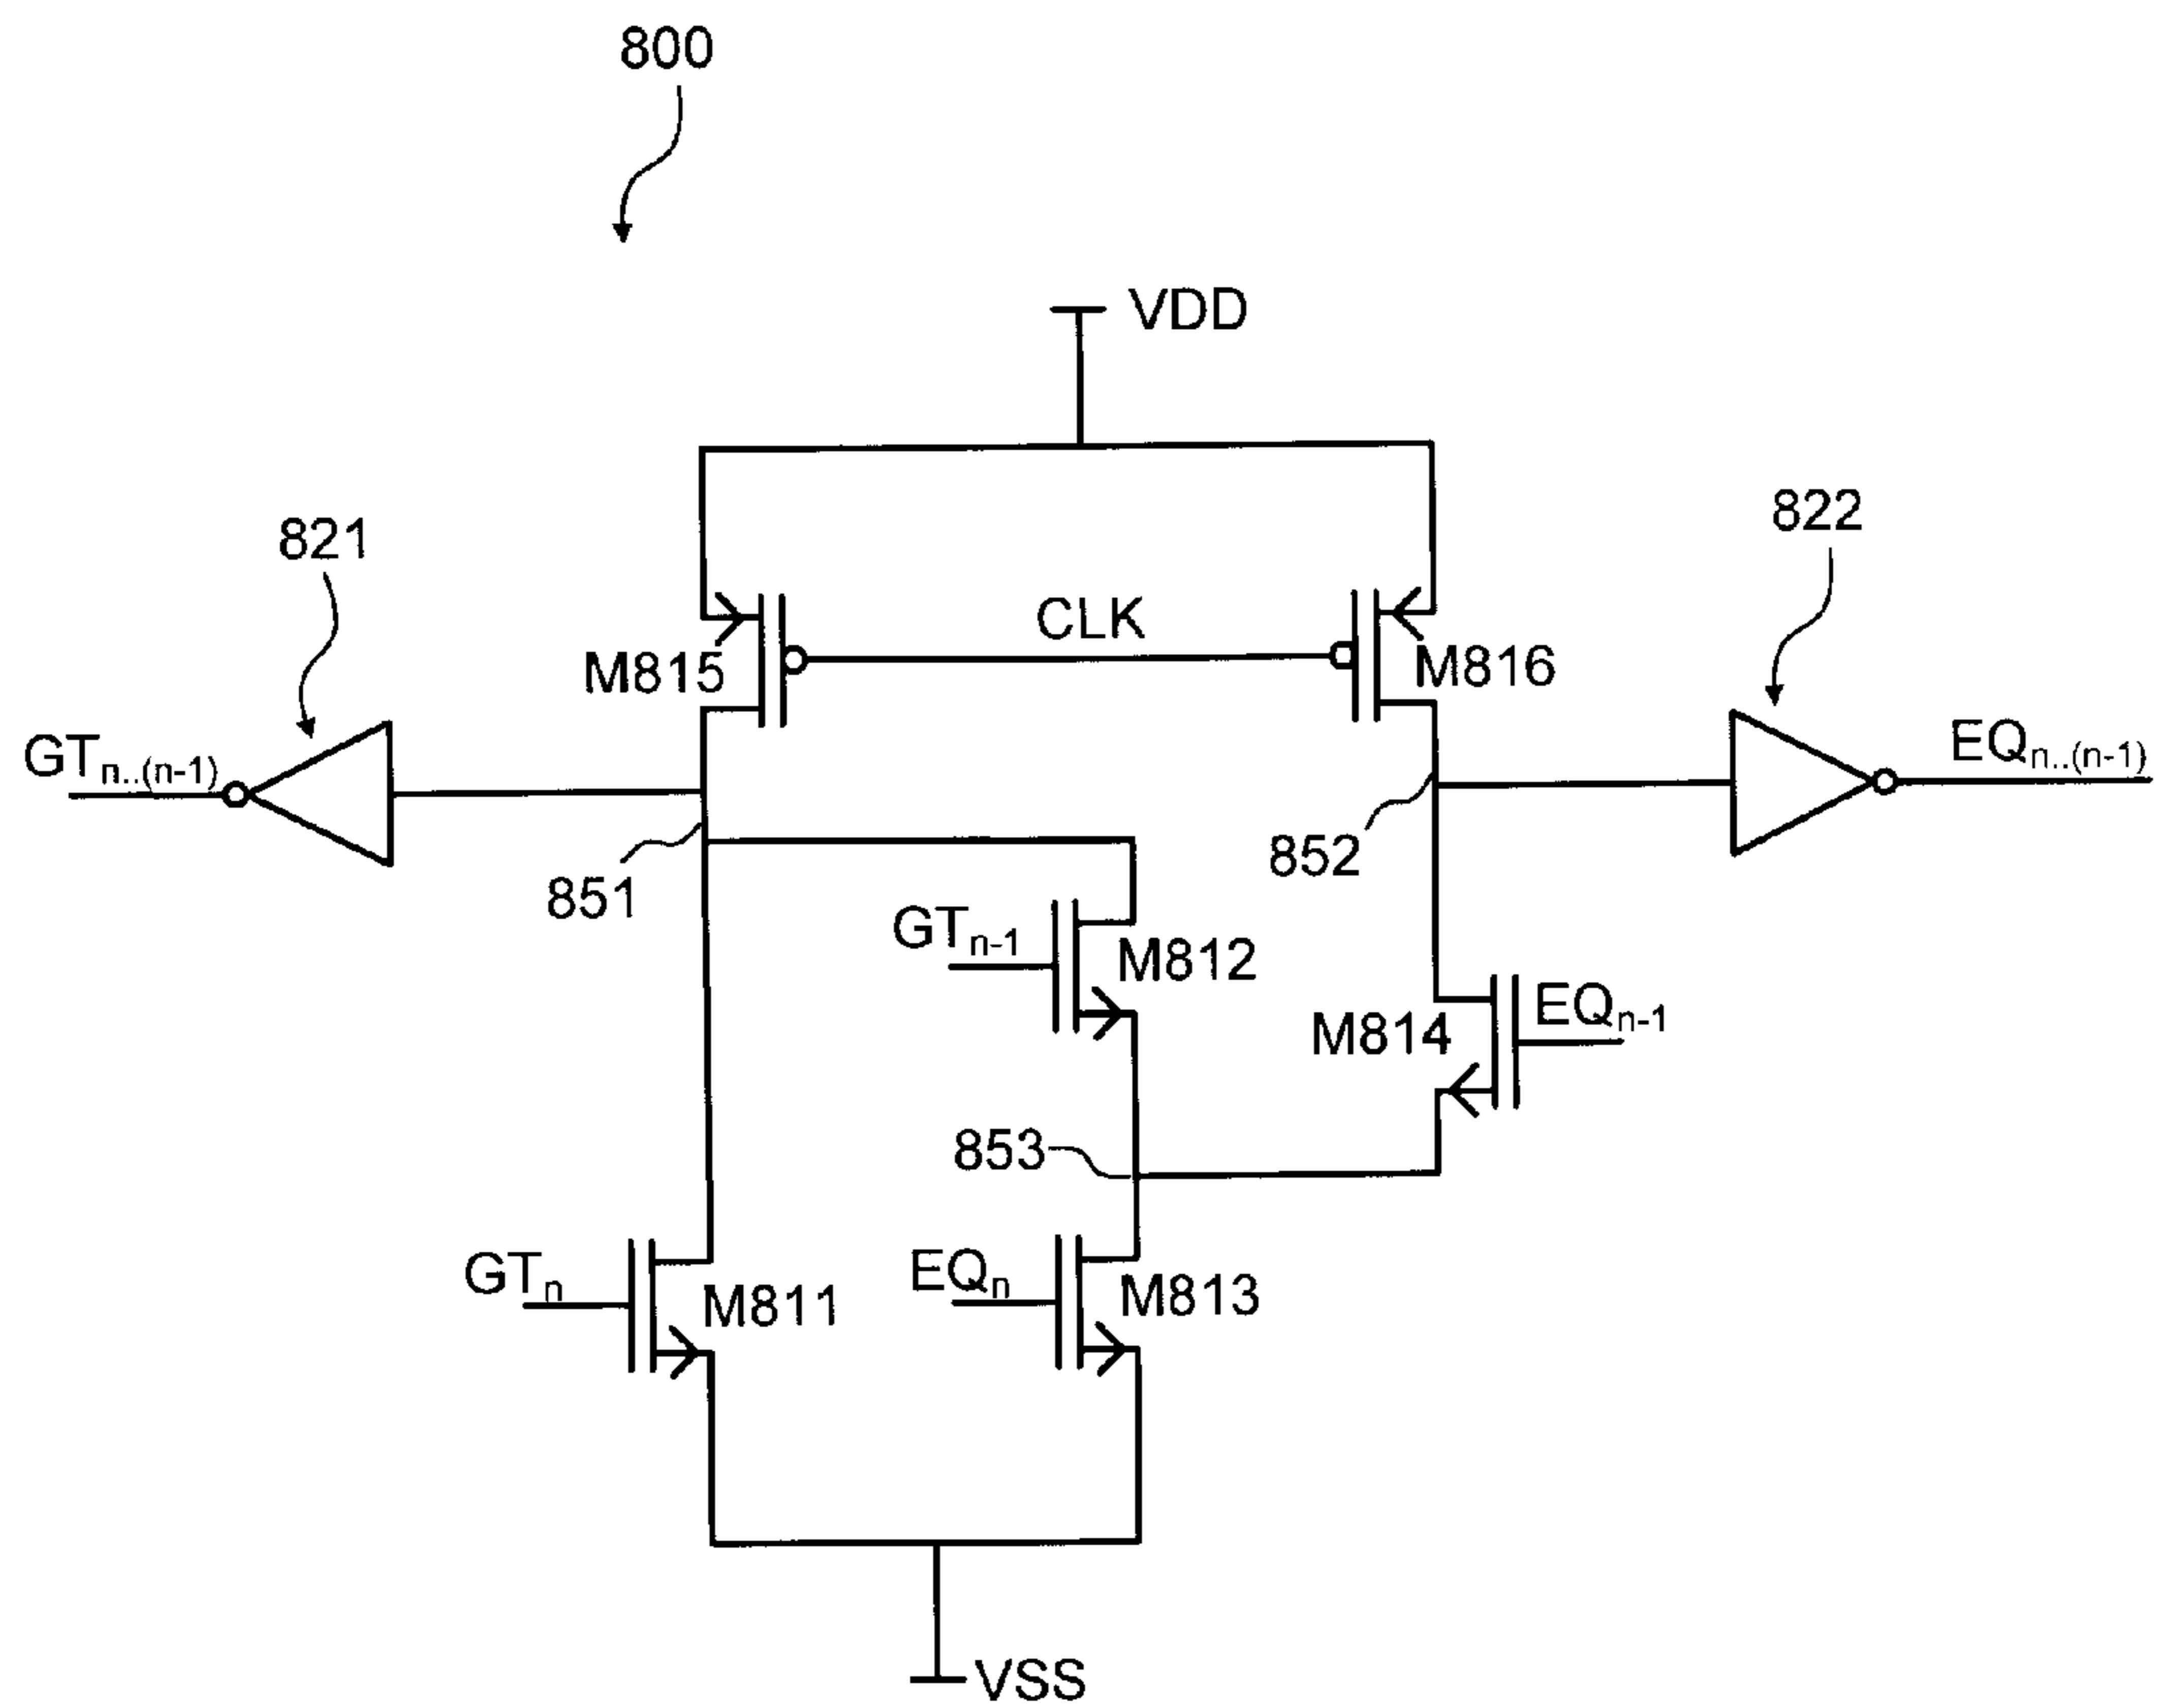 800
VDD
821
822
CLK
M815
M816
GTn..(n-1)
EQn..(n-1)
851
852
GTn-1
M812
M814
EQn-1
853
GTn
M811
EQn
M813
VSS